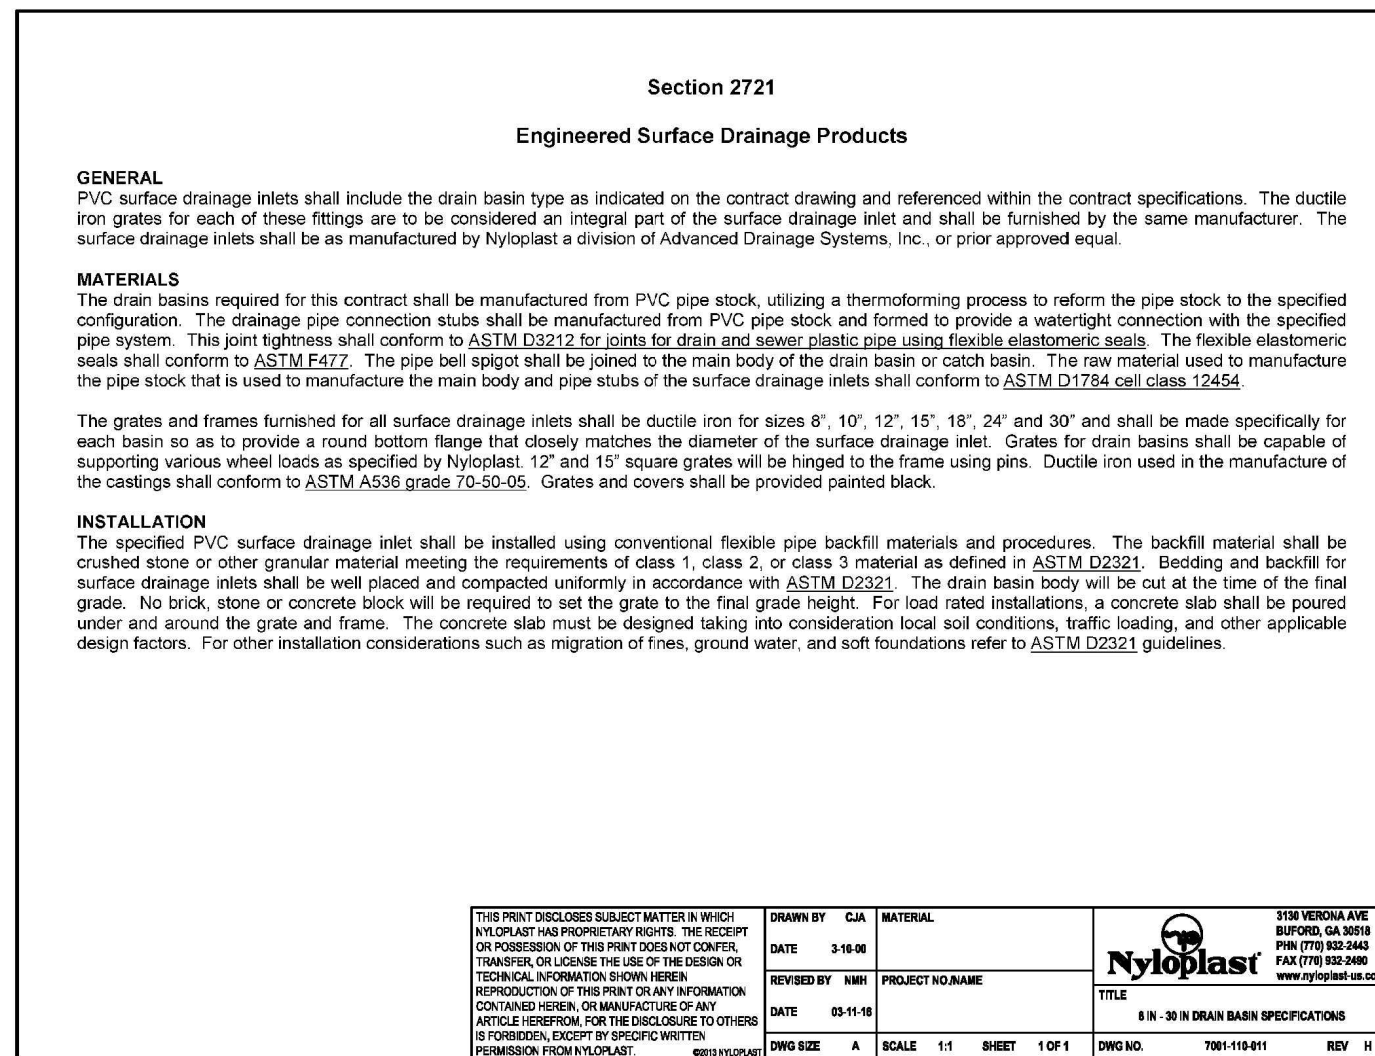 Section 2721
Engineered Surface Drainage Products
GENERAL
PVC surface drainage inlets shall include the drain basin type as indicated on the contract drawing and referenced within the contract specifications. The ductile
iron grates for each of these fittings are to be considered an integral part of the surface drainage inlet and shall be furnished by the same manufacturer. The
surface drainage inlets shall be as manufactured by Nyloplast a division of Advanced Drainage Systems, Inc., or prior approved equal.
MATERIALS
The drain basins required for this contract shall be manufactured from PVC pipe stock, utilizing a thermoforming process to reform the pipe stock to the specified
configuration. The drainage pipe connection stubs shall be manufactured from PVC pipe stock and formed to provide a watertight connection with the specified
pipe system. This joint tightness shall conform to ASTM D3212 for joints for drain and sewer plastic pipe using flexible elastomeric seals. The flexible elastomeric
seals shall conform to ASTM F477. The pipe bell spigot shall be joined to the main body of the drain basin or catch basin. The raw material used to manufacture
the pipe stock that is used to manufacture the main body and pipe stubs of the surface drainage inlets shall conform to ASTM D1784 cell class 12454.
The grates and frames furnished for all surface drainage inlets shall be ductile iron for sizes 8”, 10”, 12”, 15”, 18”, 24” and 30” and shall be made specifically for
each basin so as to provide a round bottom flange that closely matches the diameter of the surface drainage inlet. Grates for drain basins shall be capable of
supporting various wheel loads as specified by Nyloplast. 12” and 15” square grates will be hinged to the frame using pins. Ductile iron used in the manufacture of
the castings shall conform to ASTM A536 grade 70-50-05. Grates and covers shall be provided painted black.
INSTALLATION
The specified PVC surface drainage inlet shall be installed using conventional flexible pipe backfill materials and procedures. The backfill material shall be
crushed stone or other granular material meeting the requirements of class 1, class 2, or class 3 material as defined in ASTM D2321. Bedding and backfill for
surface drainage inlets shall be well placed and compacted uniformly in accordance with ASTM D2321. The drain basin body will be cut at the time of the final
grade. No brick, stone or concrete block will be required to set the grate to the final grade height. For load rated installations, a concrete slab shall be poured
under and around the grate and frame. The concrete slab must be designed taking into consideration local soil conditions, traffic loading, and other applicable
design factors. For other installation considerations such as migration of fines, ground water, and soft foundations refer to ASTM D2321 guidelines.
THIS PRINT DISCLOSES SUBJECT MATTER IN WHICH
NYLOPLAST HAS PROPRIETARY RIGHTS. THE RECEIPT
OR POSSESSION OF THIS PRINT DOES NOT CONFER,
TRANSFER, OR LICENSE THE USE OF THE DESIGN OR
TECHNICAL INFORMATION SHOWN HEREIN
REPRODUCTION OF THIS PRINT OR ANY INFORMATION
CONTAINED HEREIN, OR MANUFACTURE OF ANY
ARTICLE HEREFROM, FOR THE DISCLOSURE TO OTHERS
IS FORBIDDEN, EXCEPT BY SPECIFIC WRITTEN
PERMISSION FROM NYLOPLAST. ©2013 NYLOPLAST
DRAWN BY CJA
DATE 3-10-00
REVISED BY NMH
DATE 03-11-16
DWG SIZE A
MATERIAL
PROJECT NO./NAME
SCALE 1:1 SHEET 1 OF 1
Nyloplast
3130 VERONA AVE
BUFORD, GA 30518
PHN (770) 932-2443
FAX (770) 932-2490
www.nyloplast-us.co
TITLE
8 IN - 30 IN DRAIN BASIN SPECIFICATIONS
DWG NO. 7001-110-011 REV H